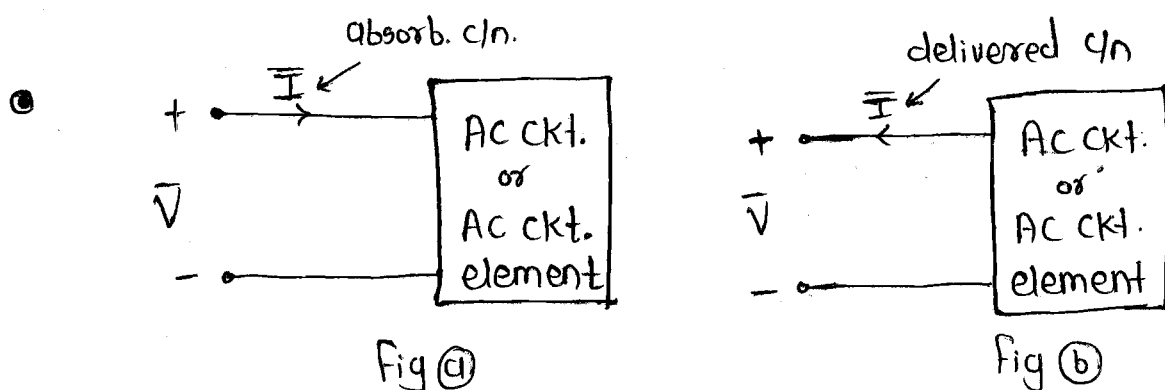 absorb. c/n.
Ī
+
V̄
-
AC CKt.
or
AC CKt.
element
Fig ⓐ
delivered c/n
Ī
+
V̄
-
AC CKt.
or
AC CKt.
element
Fig ⓑ